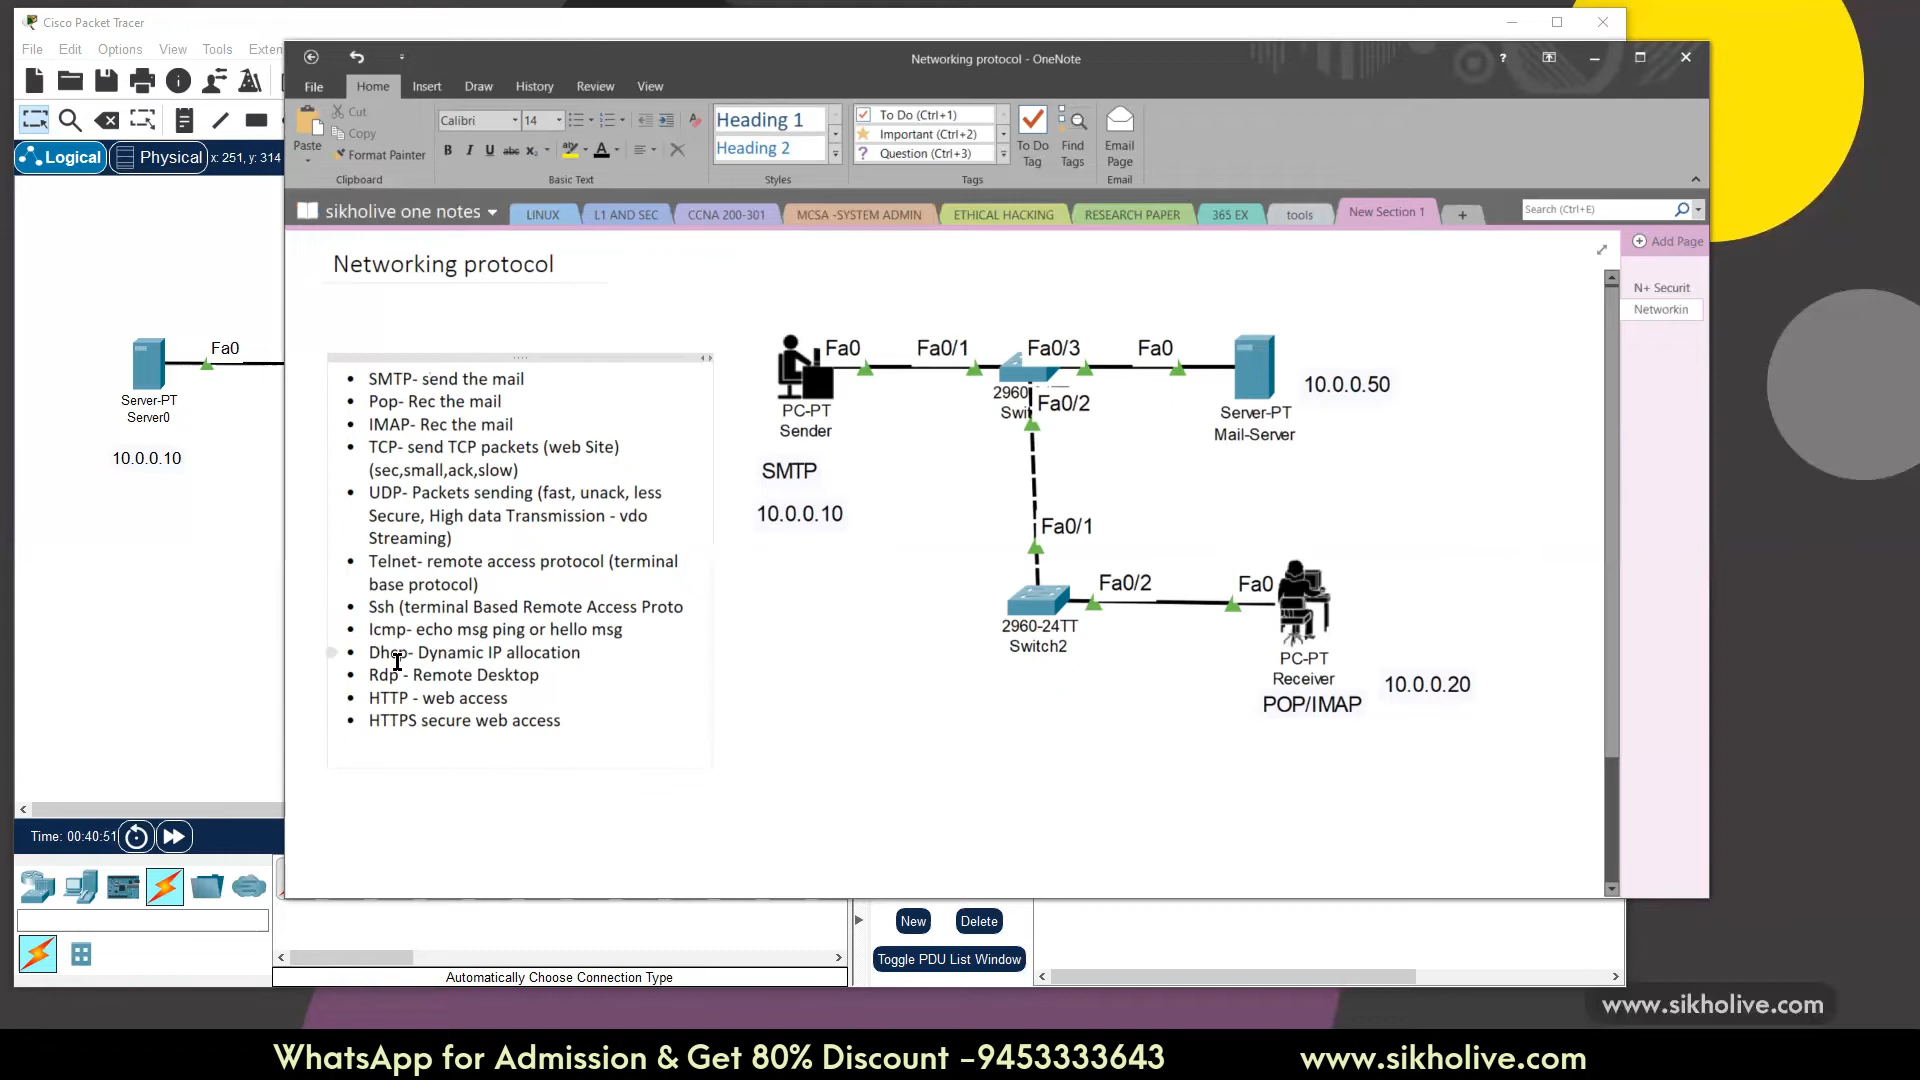 Cisco Packet Tracer
File Edit Options View Tools Exten
Logical Physical x: 251, y: 314
Fa0
Server-PT
Server0
10.0.0.10
Time: 00:40:51
Networking protocol - OneNote
File Home Insert Draw History Review View
Paste
Cut
Copy
Format Painter
Clipboard
Calibri 14
B I U abc x₂ A
Basic Text
Heading 1
Heading 2
Styles
To Do (Ctrl+1)
Important (Ctrl+2)
Question (Ctrl+3)
Tags
To Do Tag
Find Tags
Email Page
Email
sikholive one notes LINUX L1 AND SEC CCNA 200-301 MCSA -SYSTEM ADMIN ETHICAL HACKING RESEARCH PAPER 365 EX tools New Section 1 +
Search (Ctrl+E)
Add Page
N+ Securit
Networkin
Networking protocol
• SMTP- send the mail
• Pop- Rec the mail
• IMAP- Rec the mail
• TCP- send TCP packets (web Site)
(sec,small,ack,slow)
• UDP- Packets sending (fast, unack, less
Secure, High data Transmission - vdo
Streaming)
• Telnet- remote access protocol (terminal
base protocol)
• Ssh (terminal Based Remote Access Proto
• Icmp- echo msg ping or hello msg
• Dhcp- Dynamic IP allocation
• Rdp - Remote Desktop
• HTTP - web access
• HTTPS secure web access
Fa0 Fa0/1 Fa0/3 Fa0
PC-PT
Sender
SMTP
10.0.0.10
2960
Swi
Fa0/2
Server-PT
Mail-Server
10.0.0.50
Fa0/1
Fa0/2 Fa0
2960-24TT
Switch2
PC-PT
Receiver
POP/IMAP
10.0.0.20
New Delete
Toggle PDU List Window
Automatically Choose Connection Type
www.sikholive.com
WhatsApp for Admission & Get 80% Discount –9453333643 www.sikholive.com